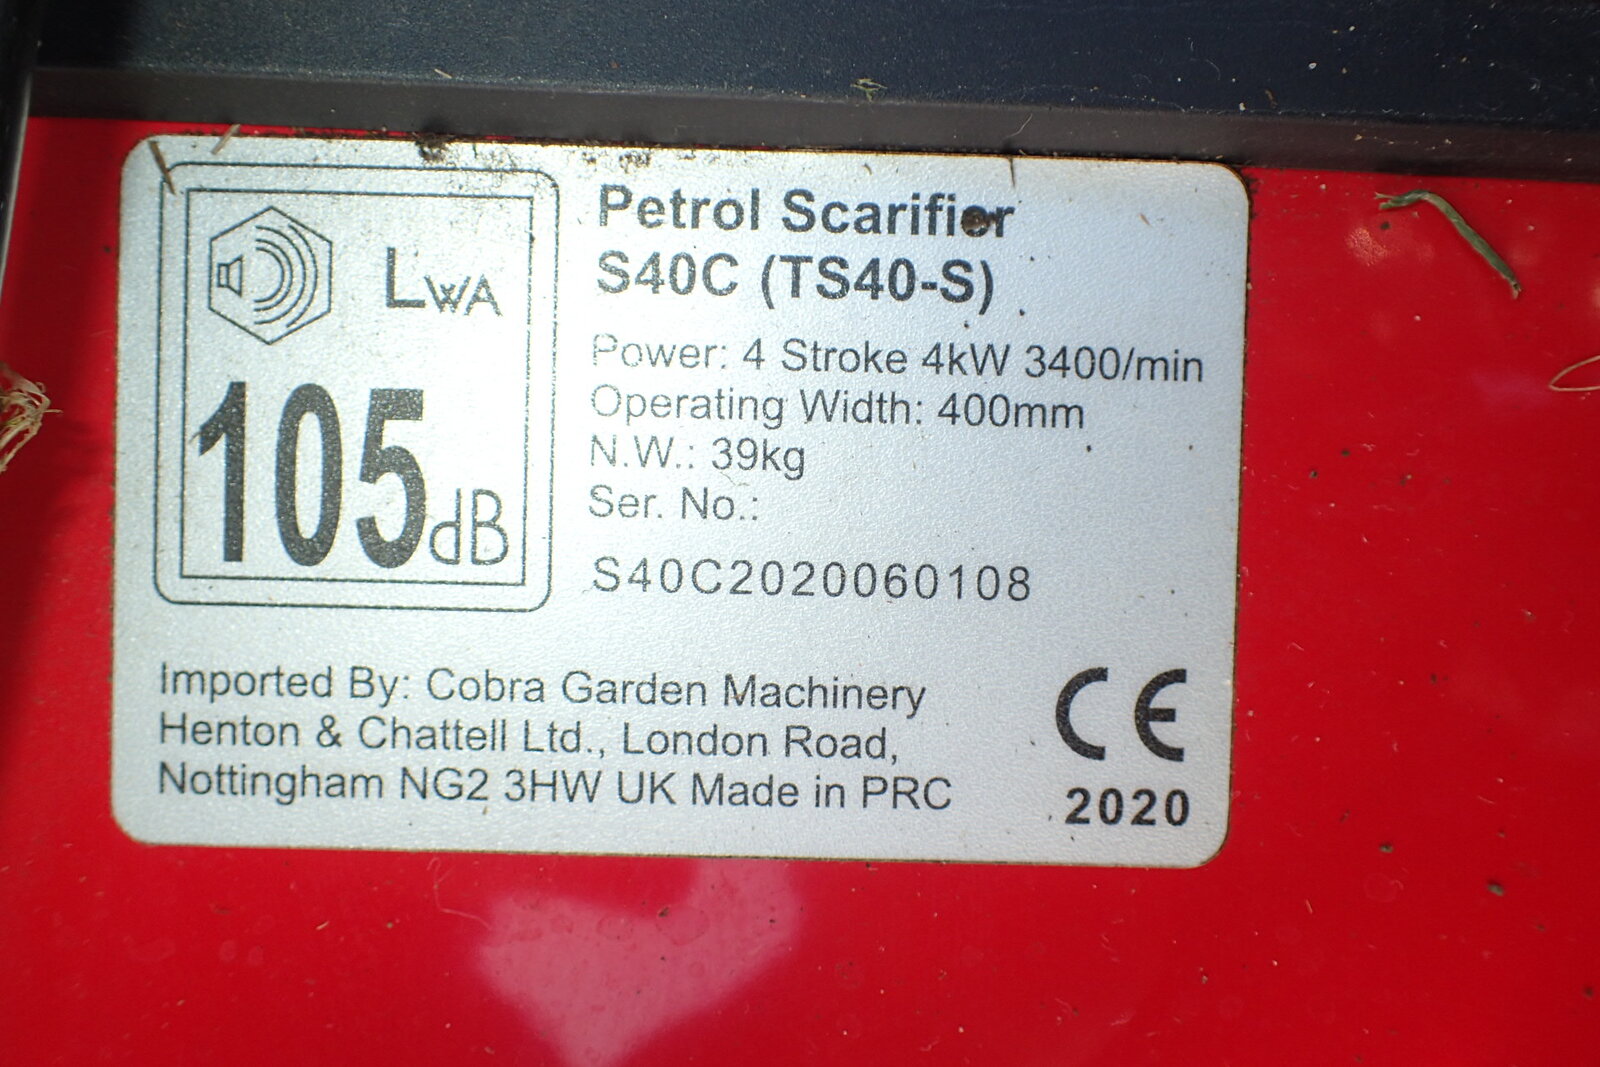 LWA
105dB
Petrol Scarifier
S40C (TS40-S)
Power: 4 Stroke 4kW 3400/min
Operating Width: 400mm
N.W.: 39kg
Ser. No.:
S40C2020060108
Imported By: Cobra Garden Machinery
Henton & Chattell Ltd., London Road,
Nottingham NG2 3HW UK Made in PRC
CE
2020